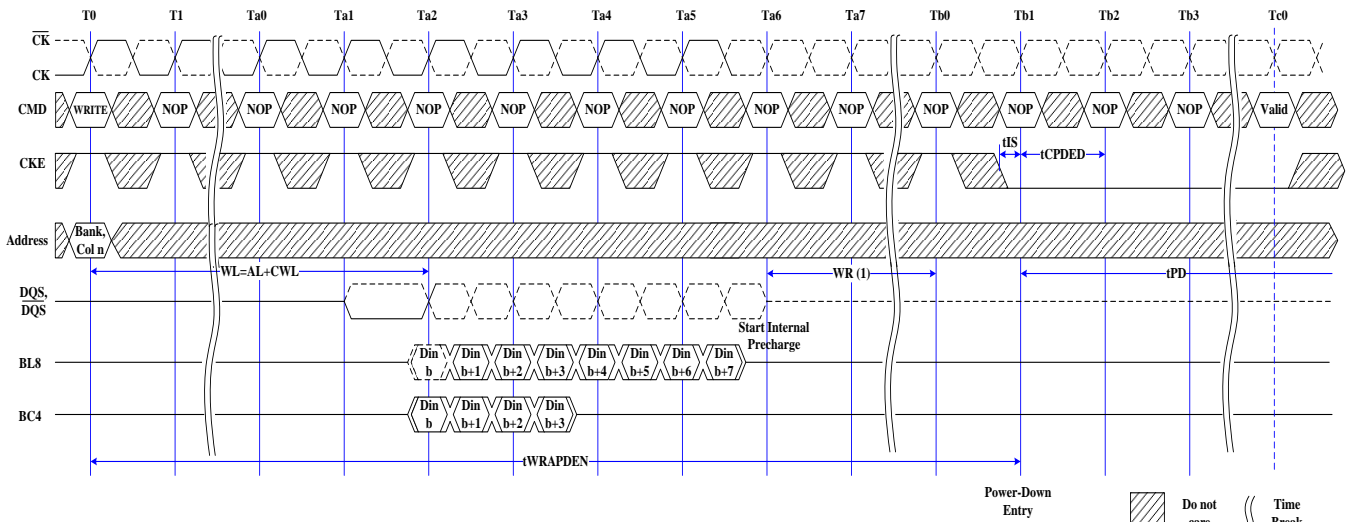 T0 T1 Ta0 Ta1 Ta2 Ta3 Ta4 Ta5 Ta6 Ta7 Tb0 Tb1 Tb2 Tb3 Tc0
CK
CK
CMD WRITE NOP NOP NOP NOP NOP NOP NOP NOP NOP NOP NOP NOP NOP Valid
tIS
CKE tCPDED
Address Bank, Col n
WL=AL+CWL WR (1) tPD
DQS,
DQS
Start Internal
Precharge
BL8 Din b Din b+1 Din b+2 Din b+3 Din b+4 Din b+5 Din b+6 Din b+7
BC4 Din b Din b+1 Din b+2 Din b+3
tWRAPDEN
Power-Down
Entry
Do not
care
Time
Break